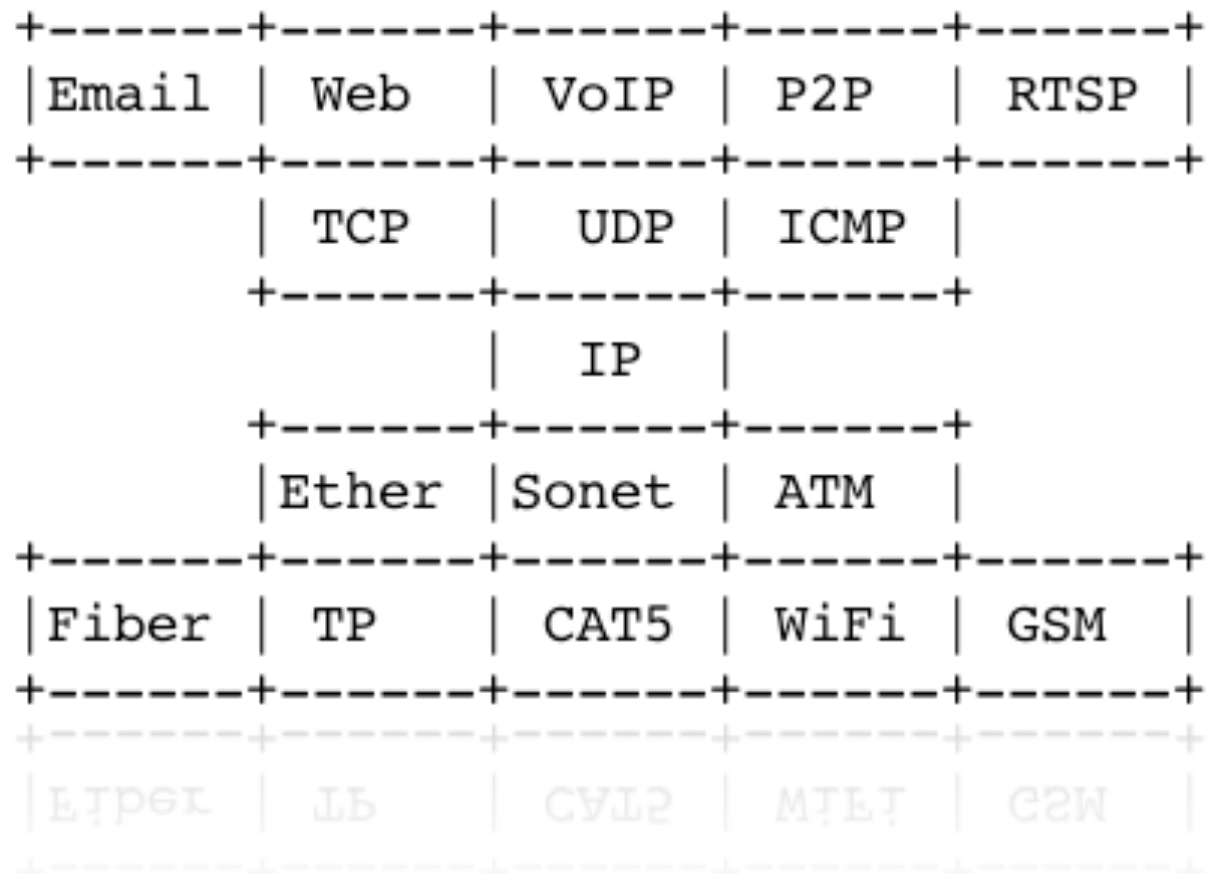 +------+------+------+------+------+
|Email | Web  | VoIP | P2P  | RTSP |
+------+------+------+------+------+
       | TCP  |  UDP | ICMP |
       +------+------+------+
              |  IP  |
       +------+------+------+
       |Ether |Sonet | ATM  |
+------+------+------+------+------+
|Fiber | TP   | CAT5 | WiFi | GSM  |
+------+------+------+------+------+